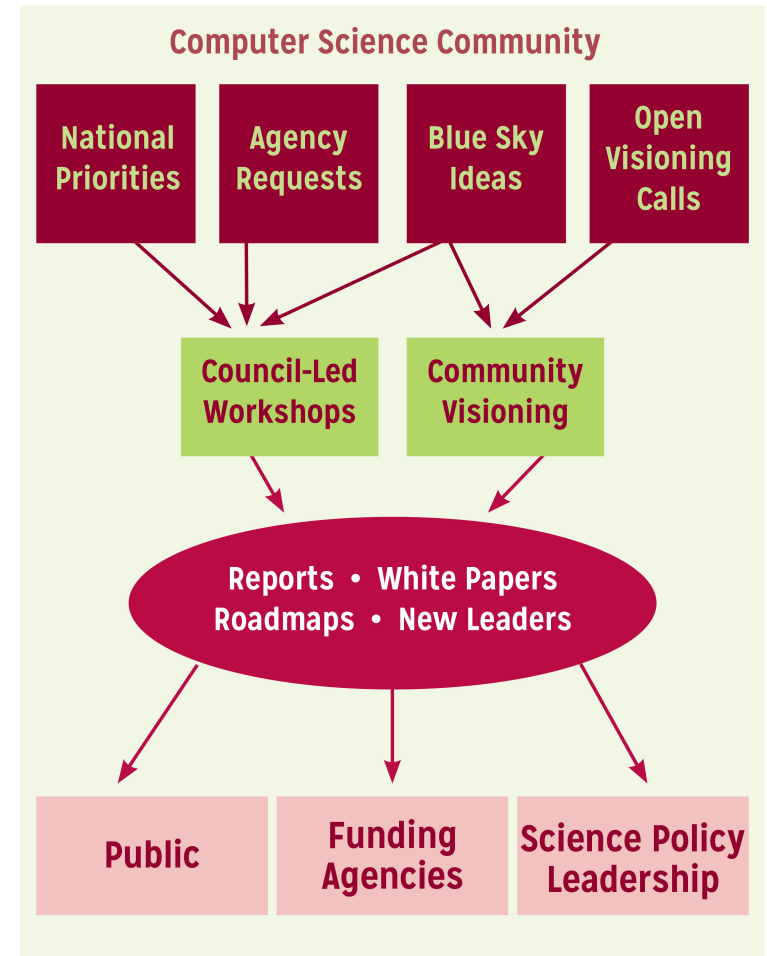 Computer Science Community
National
Priorities
Agency
Requests
Blue Sky
Ideas
Open
Visioning
Calls
Council-Led
Workshops
Community
Visioning
Reports • White Papers
Roadmaps • New Leaders
Public
Funding
Agencies
Science Policy
Leadership